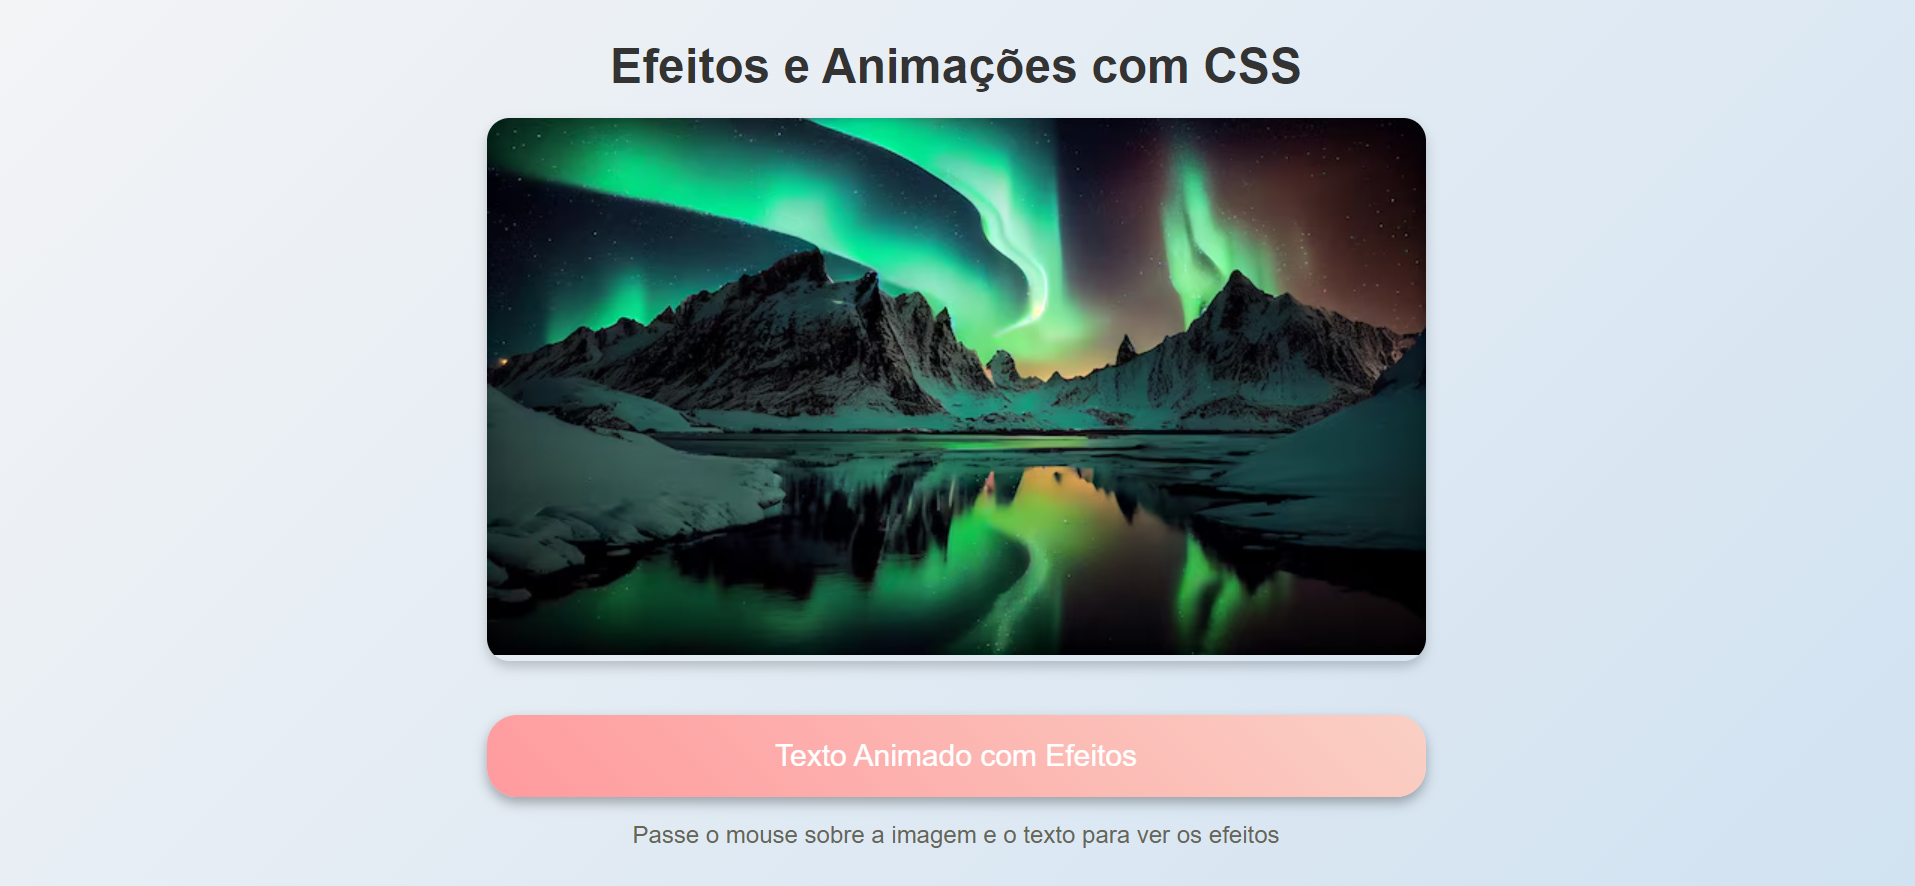 Efeitos e Animações com CSS
Texto Animado com Efeitos
Passe o mouse sobre a imagem e o texto para ver os efeitos